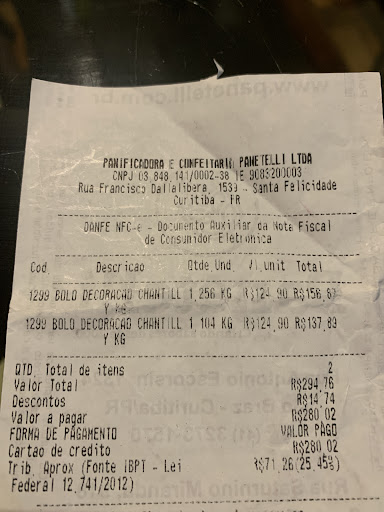 www.panetelli.com.br
PANIFICADORA E CONFEITARIA PANETELLI LTDA
CNPJ 03.848.141/0002-38 IE 9083200003
Rua Francisco Dallalibera, 1539 - Santa Felicidade
Curitiba - PR
DANFE NFC-e - Documento Auxiliar da Nota Fiscal
de Consumidor Eletronica
Cod. Descricao Qtde Und. Vl.unit Total
1299 BOLO DECORACAO CHANTILL 1,256 KG R$124,90 R$156,87
Y KG
1299 BOLO DECORACAO CHANTILL 1,104 KG R$124,90 R$137,89
Y KG
QTD. Total de itens 2
Valor Total R$294,76
Descontos R$14,74
Valor a pagar R$280,02
FORMA DE PAGAMENTO VALOR PAGO
Cartao de credito R$280,02
Trib. Aprox (Fonte IBPT - Lei R$71,26(25,45%)
Federal 12.741/2012)